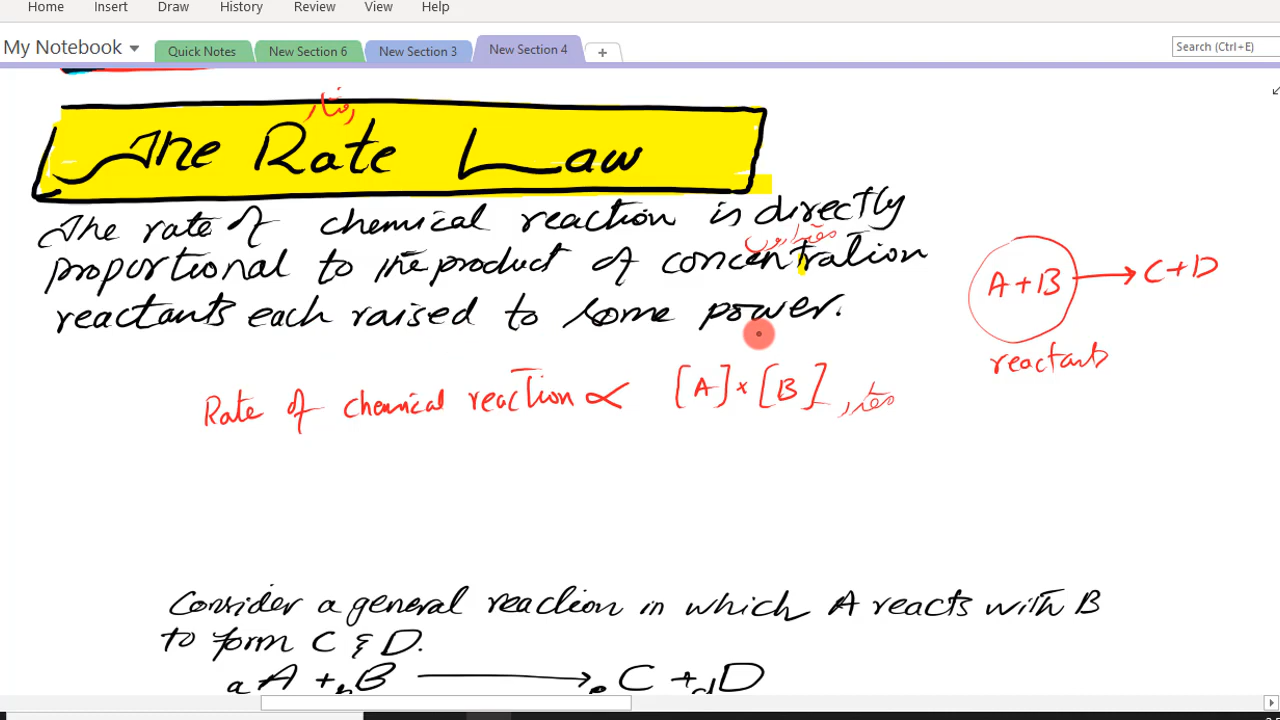 Home Insert Draw History Review View Help
My Notebook Quick Notes New Section 6 New Section 3 New Section 4 + Search (Ctrl+E)
رفتار
The Rate Law
The rate of chemical reaction is directly
مقداروں
proportional to the product of concentration
reactants each raised to some power.
A + B → C + D
reactants
Rate of chemical reaction ∝ [A] × [B] مقدار
Consider a general reaction in which A reacts with B
to form C & D.
aA + bB → cC + dD